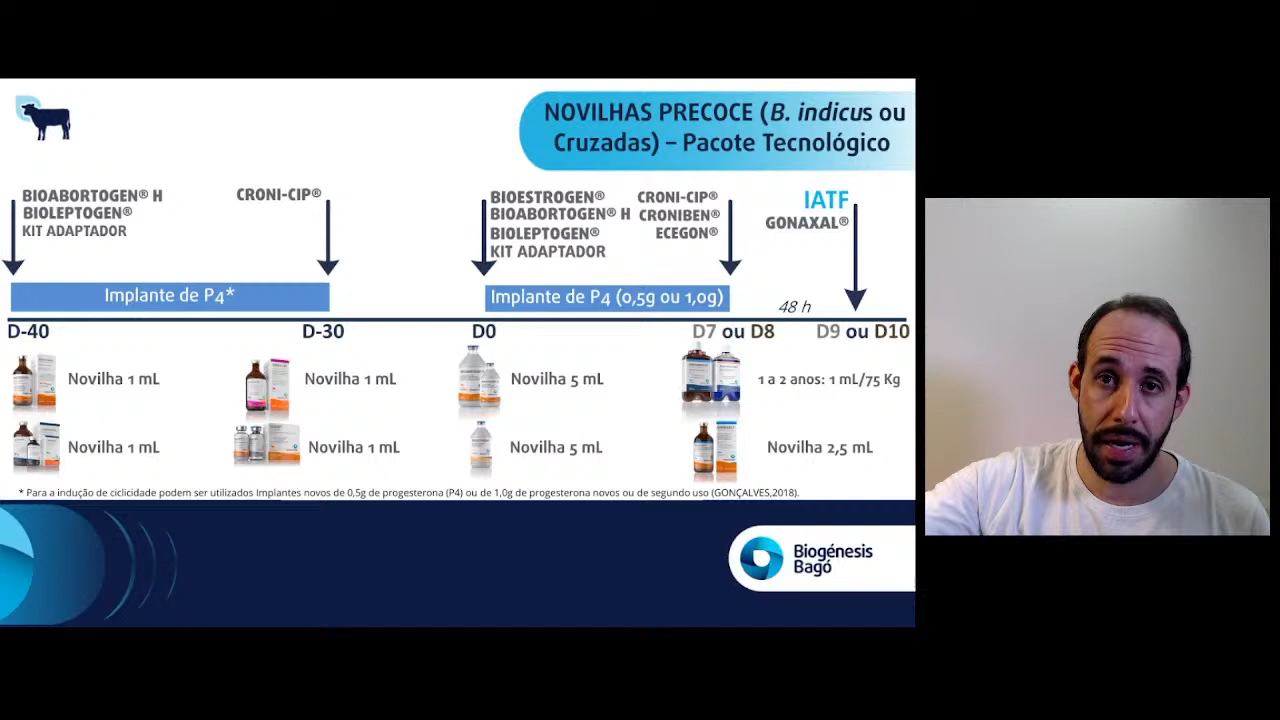 NOVILHAS PRECOCE (B. indicus ou
Cruzadas) – Pacote Tecnológico
BIOABORTOGEN® H
BIOLEPTOGEN®
KIT ADAPTADOR
CRONI-CIP®
BIOESTROGEN®
BIOABORTOGEN® H
BIOLEPTOGEN®
KIT ADAPTADOR
CRONI-CIP®
CRONIBEN®
ECEGON®
IATF
GONAXAL®
Implante de P4*
Implante de P4 (0,5g ou 1,0g)
48 h
D-40
D-30
D0
D7 ou D8
D9 ou D10
Novilha 1 mL
Novilha 1 mL
Novilha 5 mL
1 a 2 anos: 1 mL/75 Kg
Novilha 1 mL
Novilha 1 mL
Novilha 5 mL
Novilha 2,5 mL
* Para a indução de ciclicidade podem ser utilizados Implantes novos de 0,5g de progesterona (P4) ou de 1,0g de progesterona novos ou de segundo uso (GONÇALVES,2018).
Biogénesis
Bagó